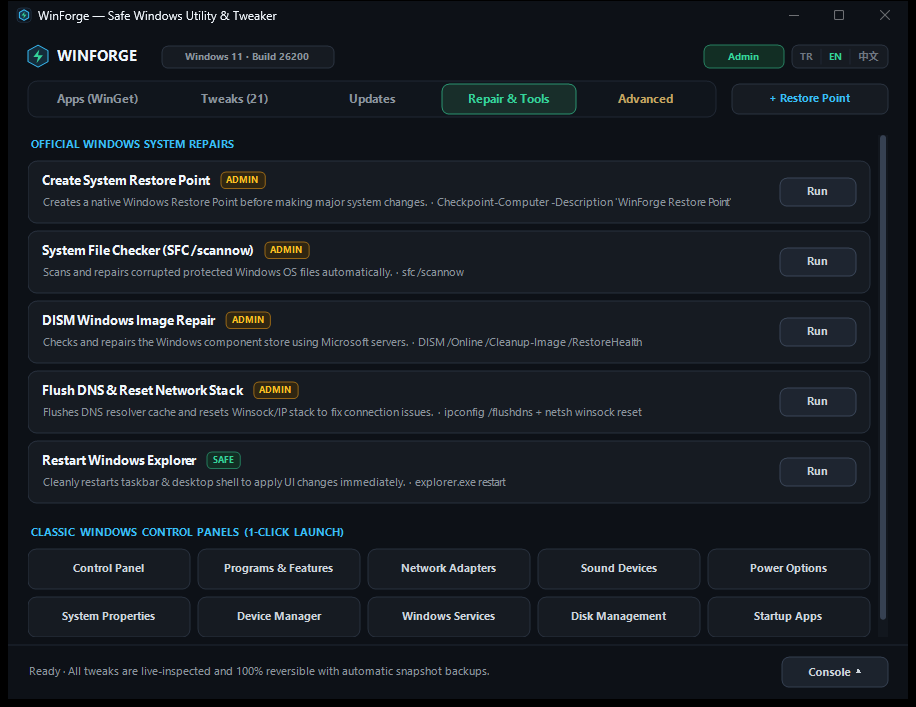 WinForge — Safe Windows Utility & Tweaker
WINFORGE
Windows 11 · Build 26200
Admin
TR EN 中文
Apps (WinGet) Tweaks (21) Updates Repair & Tools Advanced + Restore Point
OFFICIAL WINDOWS SYSTEM REPAIRS
Create System Restore Point ADMIN
Creates a native Windows Restore Point before making major system changes. · Checkpoint-Computer -Description 'WinForge Restore Point'
Run
System File Checker (SFC /scannow) ADMIN
Scans and repairs corrupted protected Windows OS files automatically. · sfc /scannow
Run
DISM Windows Image Repair ADMIN
Checks and repairs the Windows component store using Microsoft servers. · DISM /Online /Cleanup-Image /RestoreHealth
Run
Flush DNS & Reset Network Stack ADMIN
Flushes DNS resolver cache and resets Winsock/IP stack to fix connection issues. · ipconfig /flushdns + netsh winsock reset
Run
Restart Windows Explorer SAFE
Cleanly restarts taskbar & desktop shell to apply UI changes immediately. · explorer.exe restart
Run
CLASSIC WINDOWS CONTROL PANELS (1-CLICK LAUNCH)
Control Panel Programs & Features Network Adapters Sound Devices Power Options
System Properties Device Manager Windows Services Disk Management Startup Apps
Ready · All tweaks are live-inspected and 100% reversible with automatic snapshot backups.
Console ▲